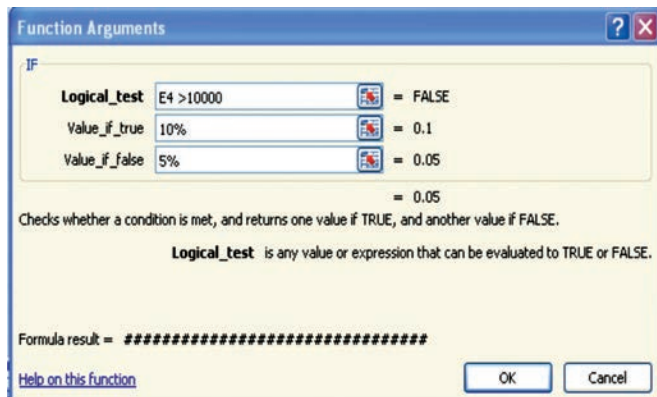 Function Arguments
IF
Logical_test E4 >10000 = FALSE
Value_if_true 10% = 0.1
Value_if_false 5% = 0.05
= 0.05
Checks whether a condition is met, and returns one value if TRUE, and another value if FALSE.
Logical_test is any value or expression that can be evaluated to TRUE or FALSE.
Formula result = ################################
Help on this function OK Cancel